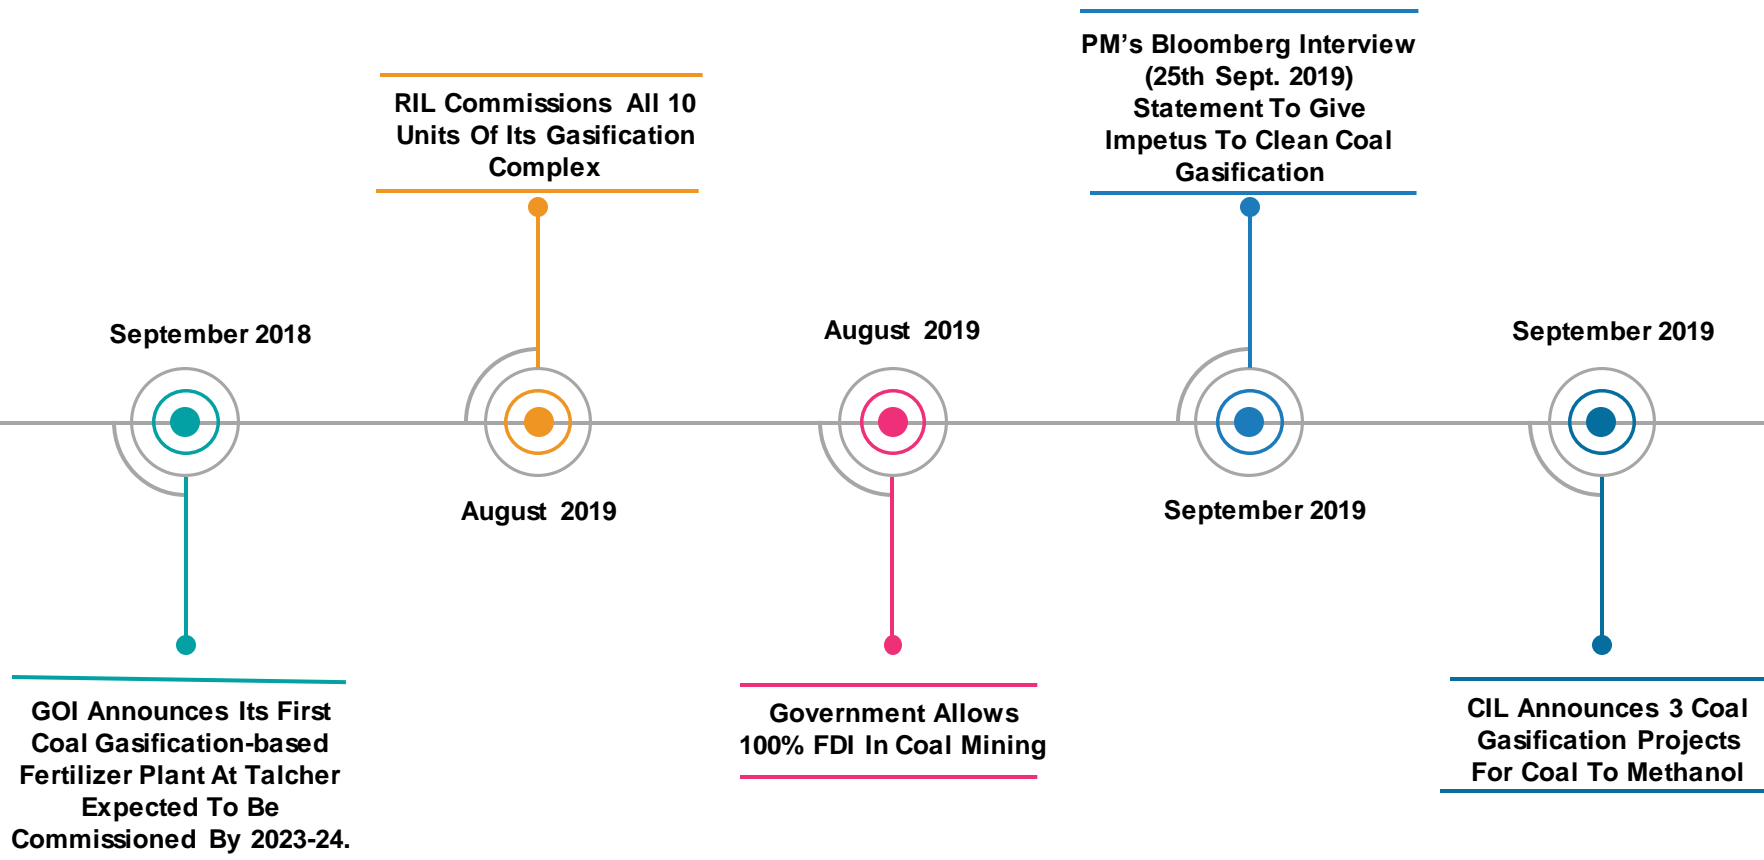 September 2018
GOI Announces Its First
Coal Gasification-based
Fertilizer Plant At Talcher
Expected To Be
Commissioned By 2023-24.
RIL Commissions All 10
Units Of Its Gasification
Complex
August 2019
August 2019
Government Allows
100% FDI In Coal Mining
PM’s Bloomberg Interview
(25th Sept. 2019)
Statement To Give
Impetus To Clean Coal
Gasification
September 2019
September 2019
CIL Announces 3 Coal
Gasification Projects
For Coal To Methanol